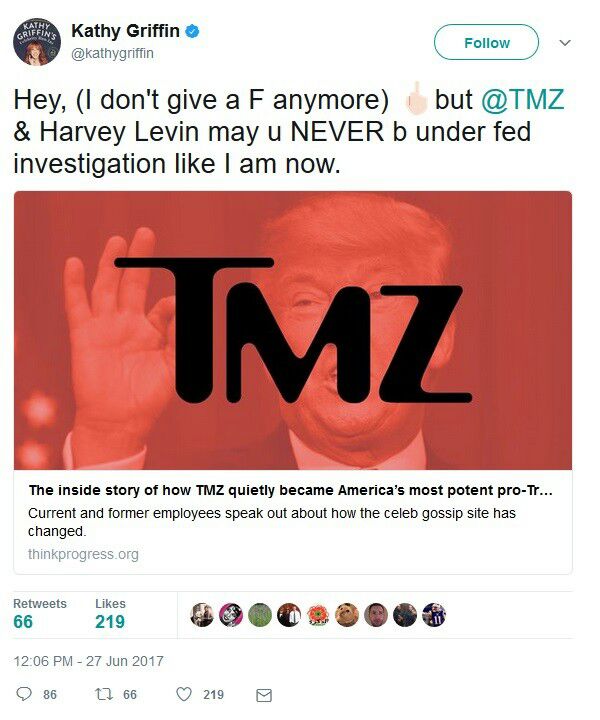 Kathy Griffin
@kathygriffin
Follow
Hey, (I don't give a F anymore) 🖕🏻 but @TMZ
& Harvey Levin may u NEVER b under fed
investigation like I am now.
TMZ
The inside story of how TMZ quietly became America's most potent pro-Tr...
Current and former employees speak out about how the celeb gossip site has
changed.
thinkprogress.org
Retweets Likes
66 219
12:06 PM - 27 Jun 2017
86 66 219